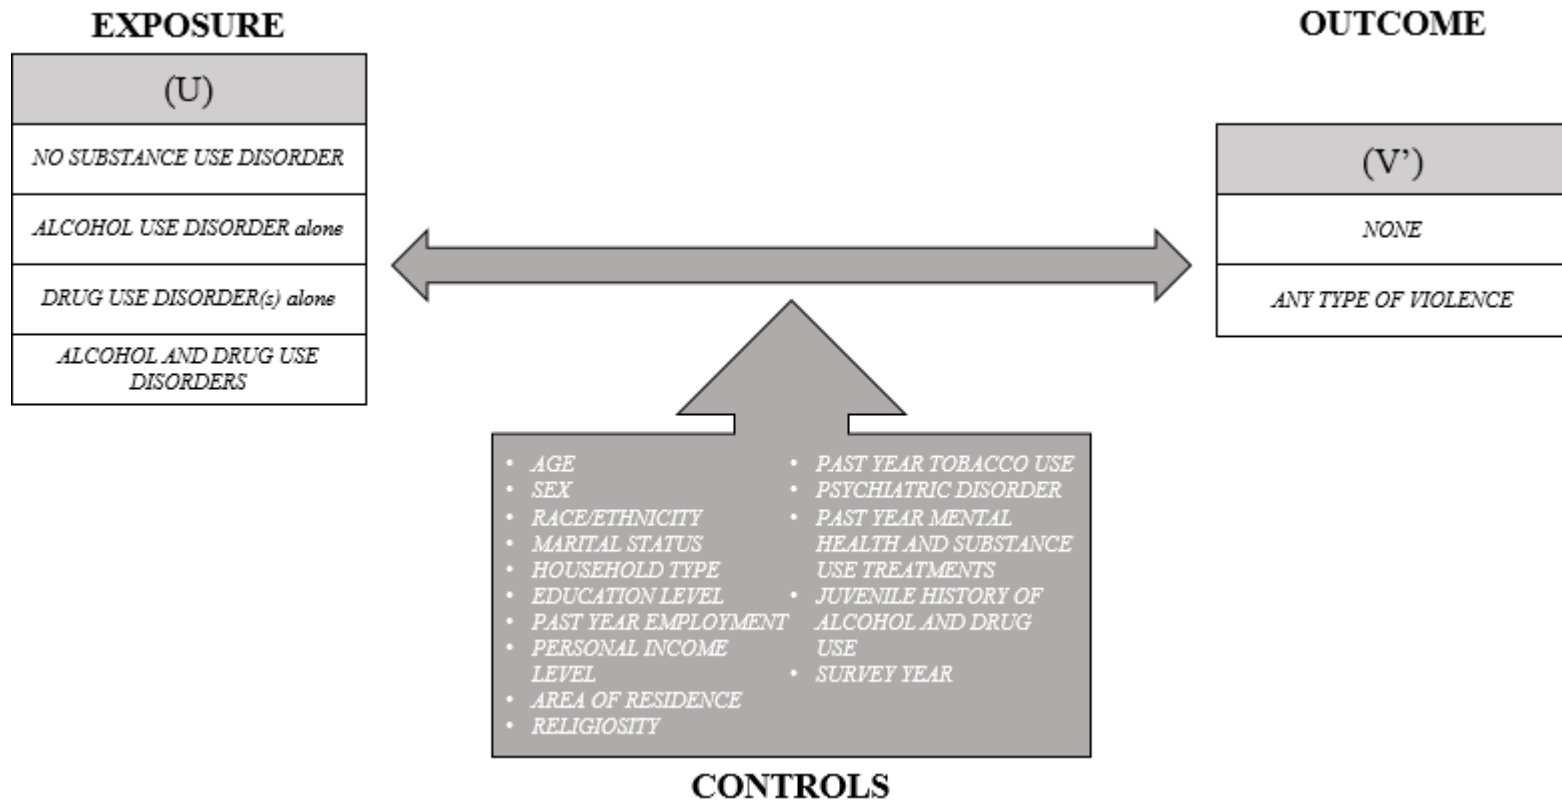 EXPOSURE
(U)
NO SUBSTANCE USE DISORDER
ALCOHOL USE DISORDER alone
DRUG USE DISORDER(s) alone
ALCOHOL AND DRUG USE
DISORDERS
OUTCOME
(V’)
NONE
ANY TYPE OF VIOLENCE
• AGE
• SEX
• RACE/ETHNICITY
• MARITAL STATUS
• HOUSEHOLD TYPE
• EDUCATION LEVEL
• PAST YEAR EMPLOYMENT
• PERSONAL INCOME
LEVEL
• AREA OF RESIDENCE
• RELIGIOSITY
• PAST YEAR TOBACCO USE
• PSYCHIATRIC DISORDER
• PAST YEAR MENTAL
HEALTH AND SUBSTANCE
USE TREATMENTS
• JUVENILE HISTORY OF
ALCOHOL AND DRUG
USE
• SURVEY YEAR
CONTROLS